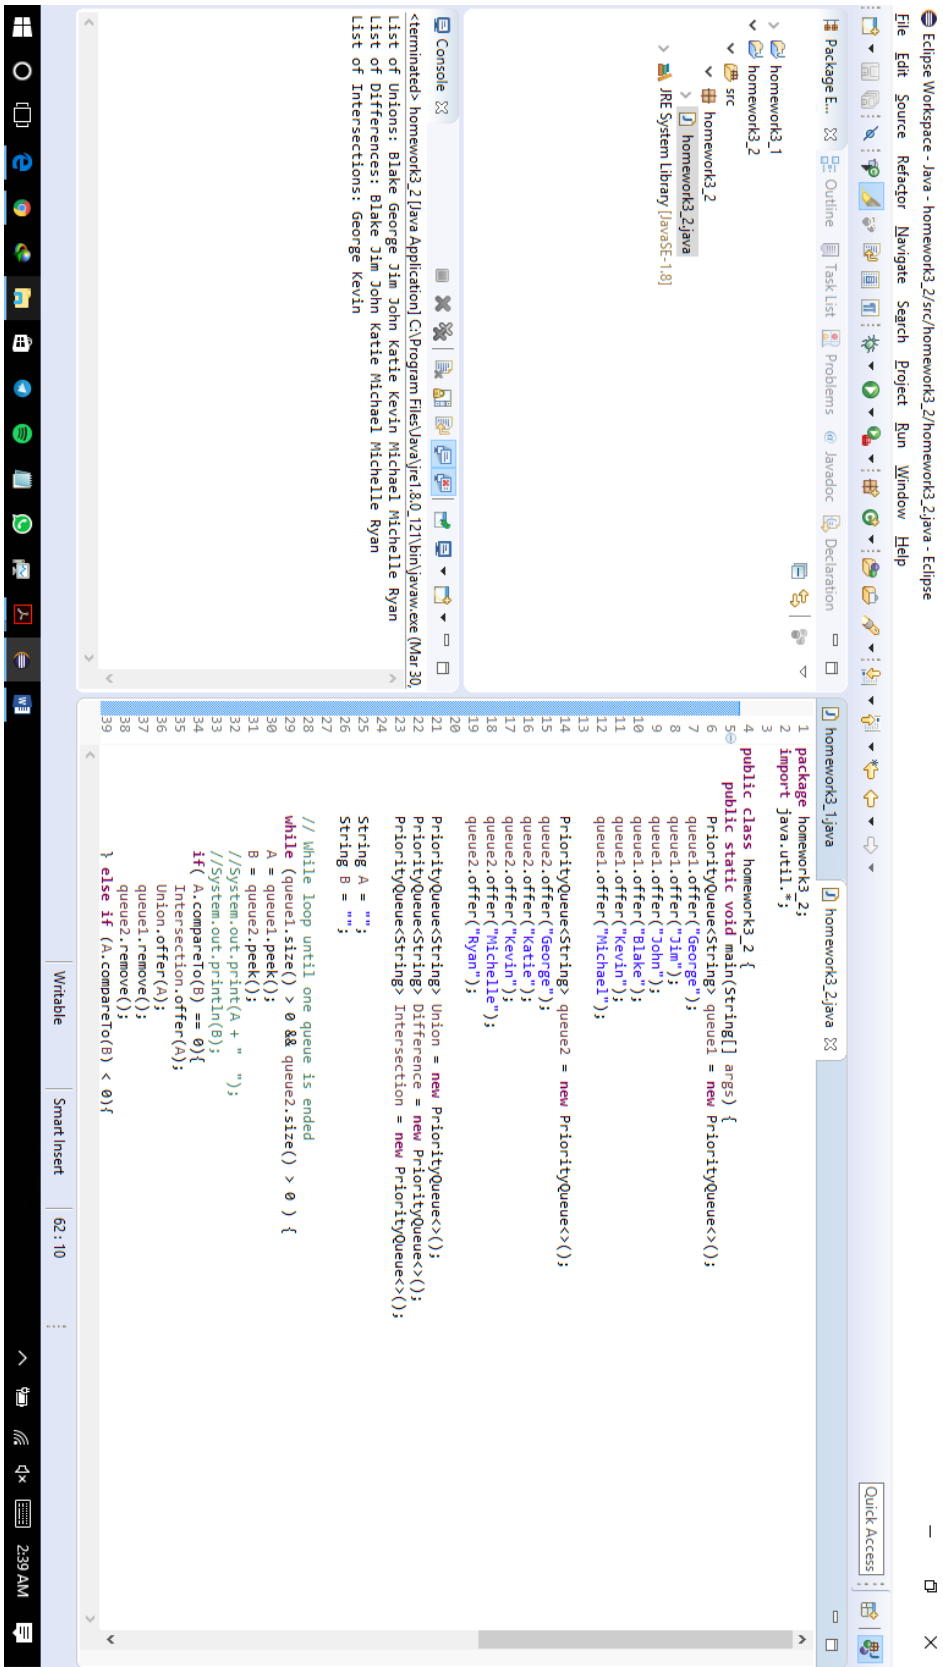 Eclipse Workspace - Java - homework3_2/src/homework3_2/homework3_2.java - Eclipse
File Edit Source Refactor Navigate Search Project Run Window Help
Quick Access
Package E...
Outline
Task List
Problems
@ Javadoc
Declaration
homework3_1
homework3_2
src
homework3_2
homework3_2.java
JRE System Library [JavaSE-1.8]
Console
<terminated> homework3_2 [Java Application] C:\Program Files\Java\jre1.8.0_121\bin\javaw.exe (Mar 30,
List of Unions: Blake George Jim John Katie Kevin Michael Michelle Ryan
List of Differences: Blake Jim John Katie Michael Michelle Ryan
List of Intersections: George Kevin
homework3_1.java
homework3_2.java
1 package homework3_2;
2 import java.util.*;
3
4 public class homework3_2 {
5 public static void main(String[] args) {
6 PriorityQueue<String> queue1 = new PriorityQueue<>();
7 queue1.offer("George");
8 queue1.offer("Jim");
9 queue1.offer("John");
10 queue1.offer("Blake");
11 queue1.offer("Kevin");
12 queue1.offer("Michael");
13
14 PriorityQueue<String> queue2 = new PriorityQueue<>();
15 queue2.offer("George");
16 queue2.offer("Katie");
17 queue2.offer("Kevin");
18 queue2.offer("Michelle");
19 queue2.offer("Ryan");
20
21 PriorityQueue<String> Union = new PriorityQueue<>();
22 PriorityQueue<String> Difference = new PriorityQueue<>();
23 PriorityQueue<String> Intersection = new PriorityQueue<>();
24
25 String A = "";
26 String B = "";
27
28 // While loop until one queue is ended
29 while (queue1.size() > 0 && queue2.size() > 0 ) {
30 A = queue1.peek();
31 B = queue2.peek();
32 //System.out.print(A + "  ");
33 //System.out.println(B);
34 if( A.compareTo(B) == 0){
35 Intersection.offer(A);
36 Union.offer(A);
37 queue1.remove();
38 queue2.remove();
39 } else if (A.compareTo(B) < 0){
Writable
Smart Insert
62 : 10
2:39 AM